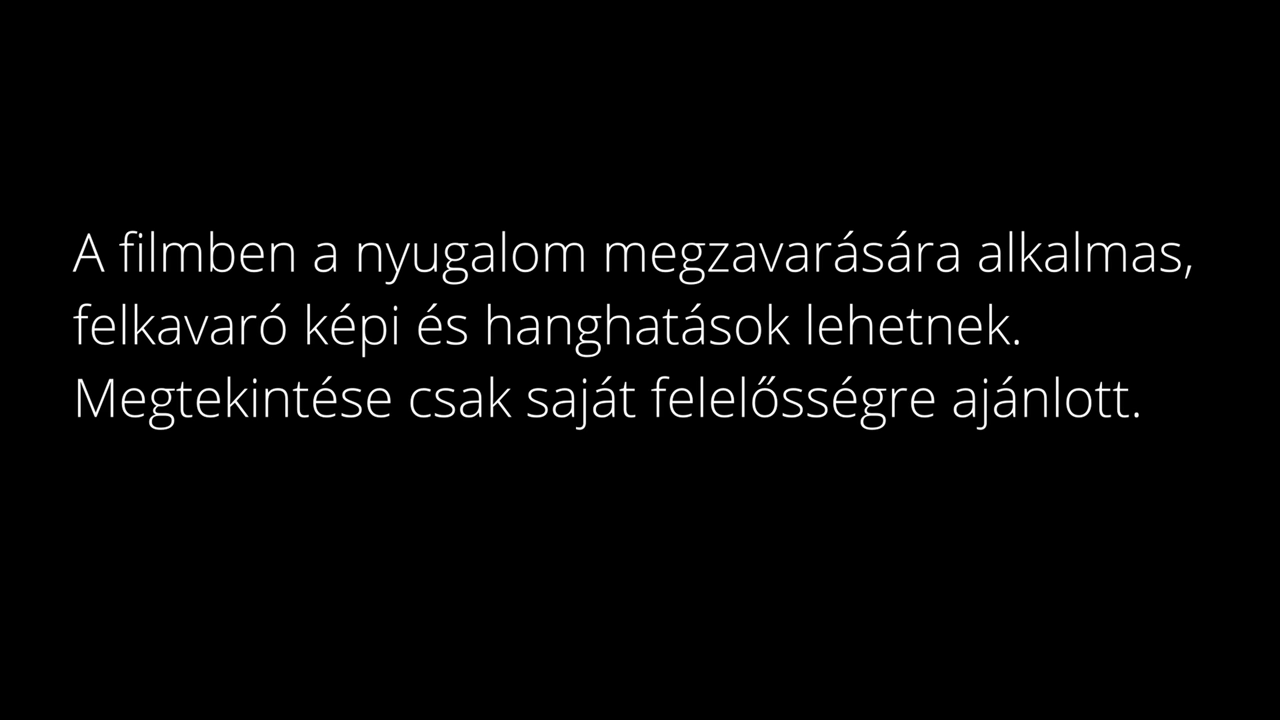 A filmben a nyugalom megzavarására alkalmas,
felkavaró képi és hanghatások lehetnek.
Megtekintése csak saját felelősségre ajánlott.